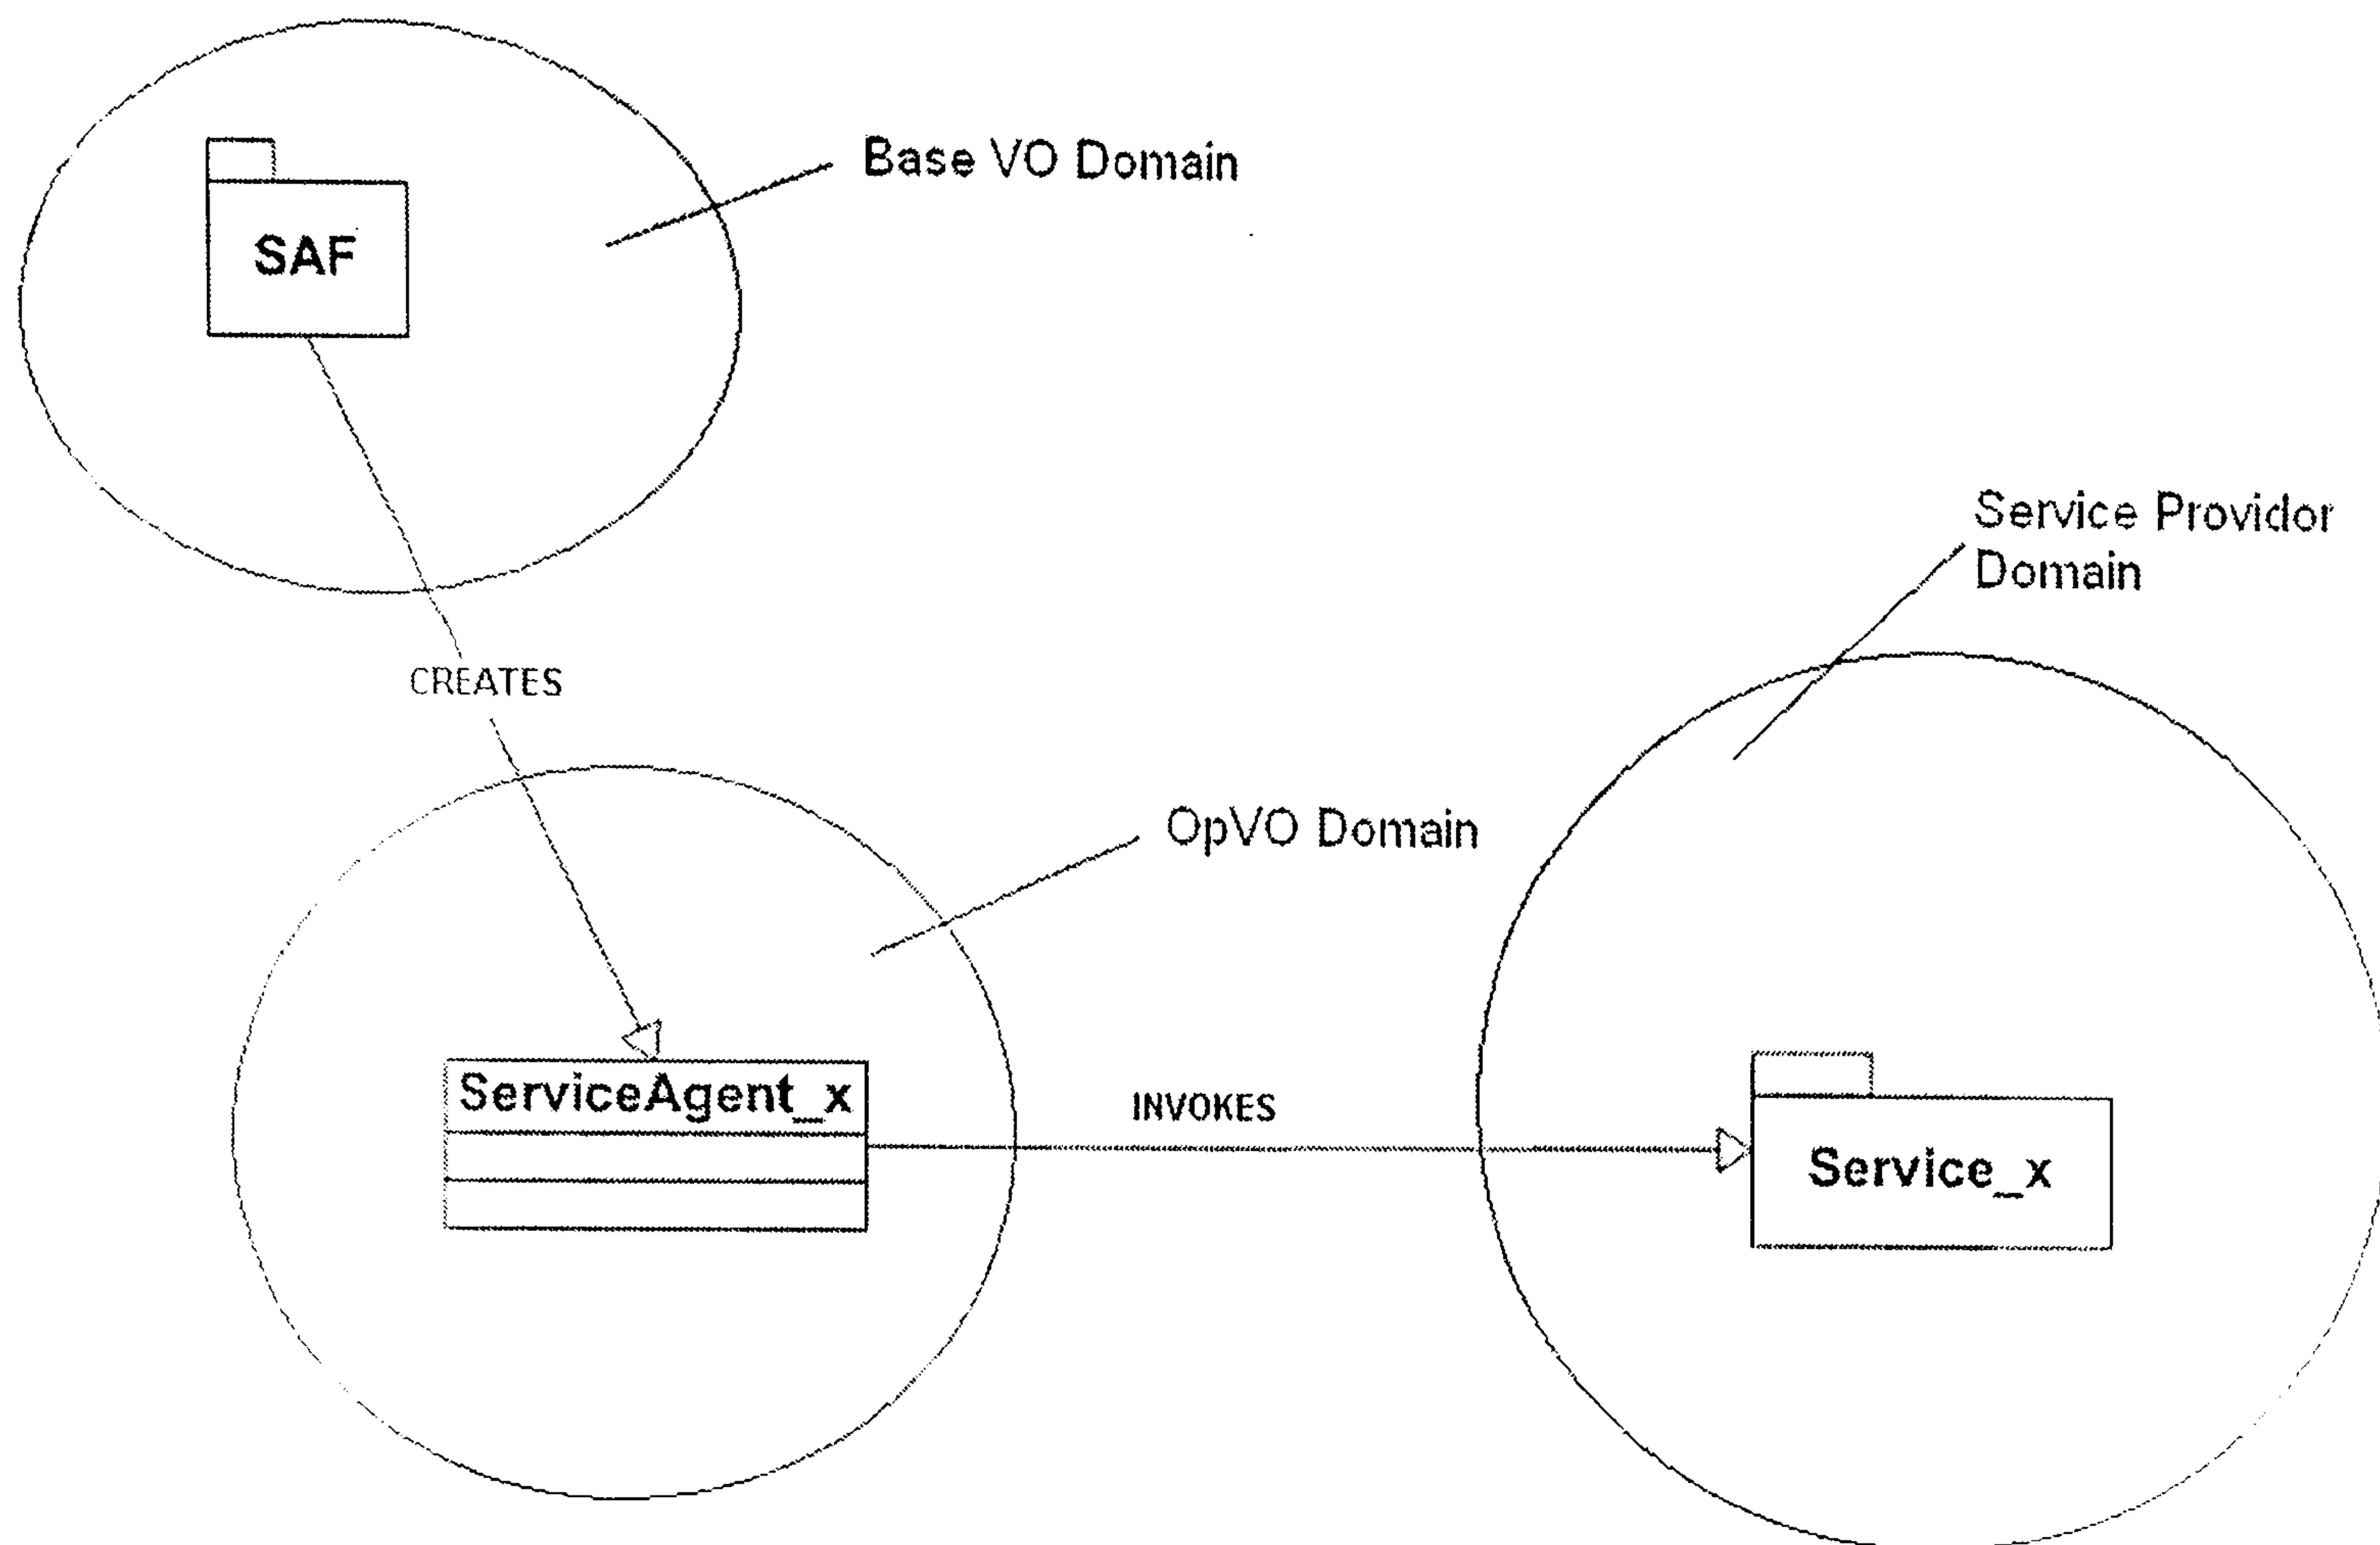 Base VO Domain
SAF
Service Providor
Domain
CREATES
OpVO Domain
ServiceAgent_x
INVOKES
Service_x